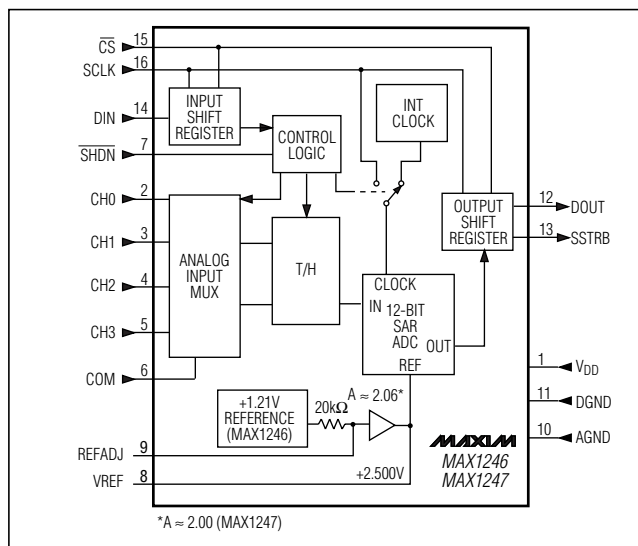 CS 15
SCLK 16
DIN 14
SHDN 7
CH0 2
CH1 3
CH2 4
CH3 5
COM 6
REFADJ 9
VREF 8
INPUT
SHIFT
REGISTER
CONTROL
LOGIC
INT
CLOCK
ANALOG
INPUT
MUX
T/H
OUTPUT
SHIFT
REGISTER
12 DOUT
13 SSTRB
CLOCK
IN 12-BIT
SAR
ADC
OUT
REF
+1.21V
REFERENCE
(MAX1246)
20kΩ
A ≈ 2.06*
+2.500V
1 VDD
11 DGND
10 AGND
MAXIM
MAX1246
MAX1247
*A ≈ 2.00 (MAX1247)